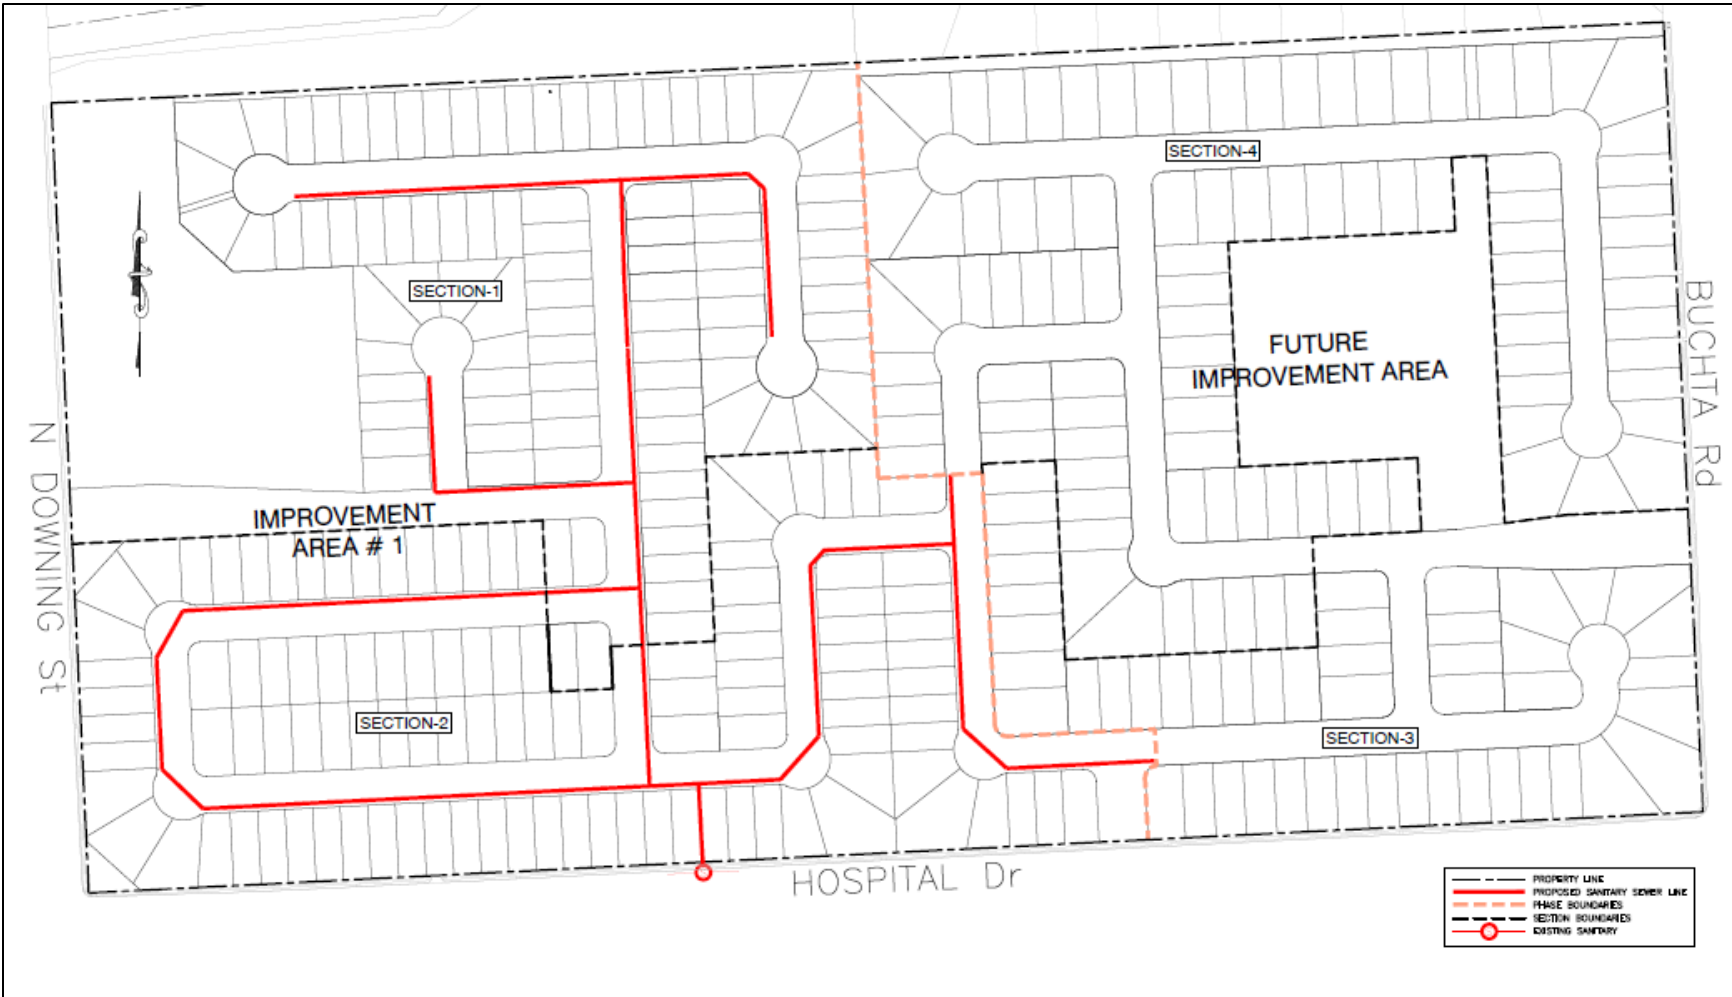 SECTION-4
SECTION-1
FUTURE
IMPROVEMENT AREA
BUCHTA Rd
N DOWNING St
IMPROVEMENT
AREA # 1
SECTION-2
SECTION-3
HOSPITAL Dr
PROPERTY LINE
PROPOSED SANITARY SEWER LINE
PHASE BOUNDARIES
SECTION BOUNDARIES
EXISTING SANITARY